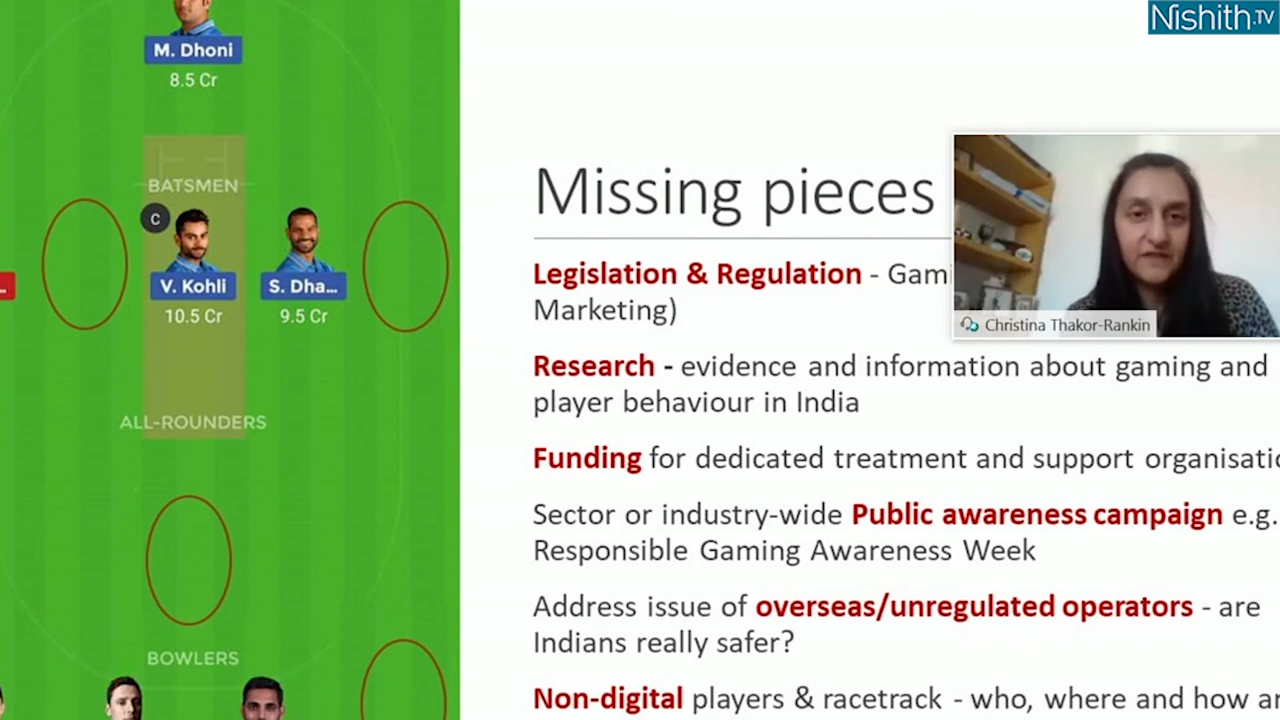 Nishith.TV
M. Dhoni
8.5 Cr
BATSMEN
C
V. Kohli
S. Dha...
10.5 Cr
9.5 Cr
ALL-ROUNDERS
BOWLERS
Missing pieces
Legislation & Regulation - Gami
Marketing)
Christina Thakor-Rankin
Research - evidence and information about gaming and
player behaviour in India
Funding for dedicated treatment and support organisatio
Sector or industry-wide Public awareness campaign e.g.
Responsible Gaming Awareness Week
Address issue of overseas/unregulated operators - are
Indians really safer?
Non-digital players & racetrack - who, where and how ar